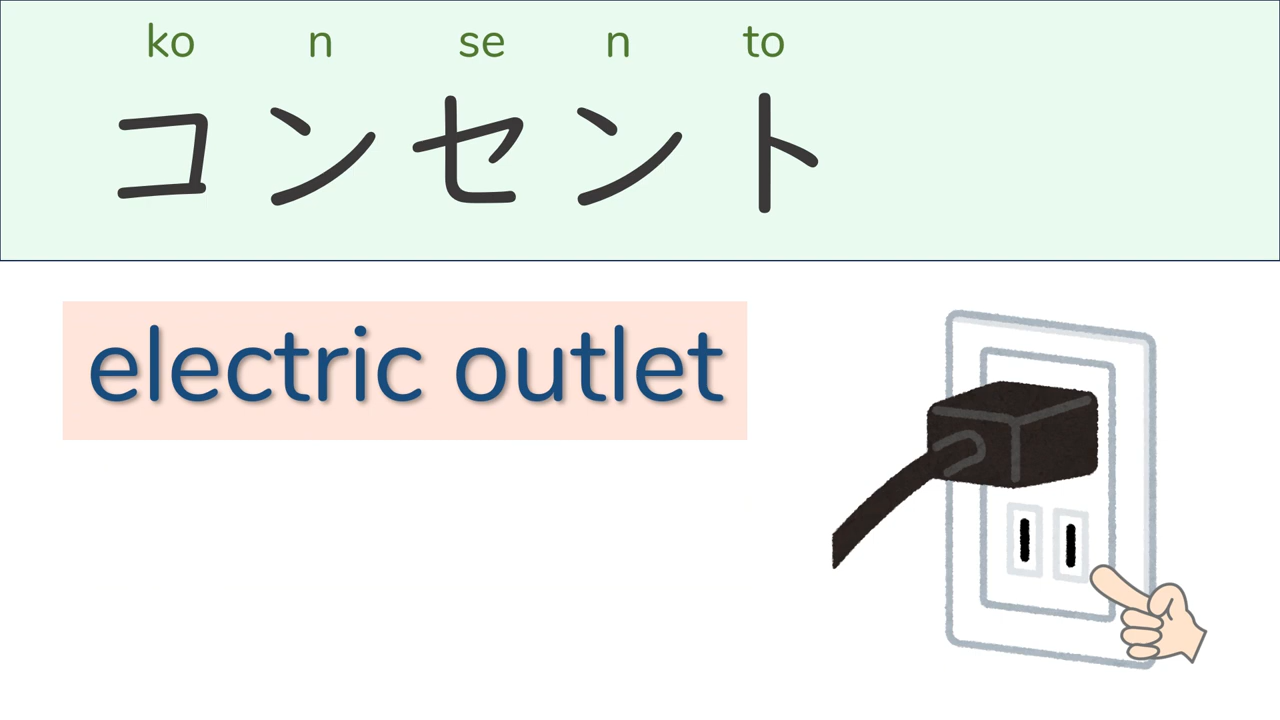 ko n se n to
コンセント
electric outlet